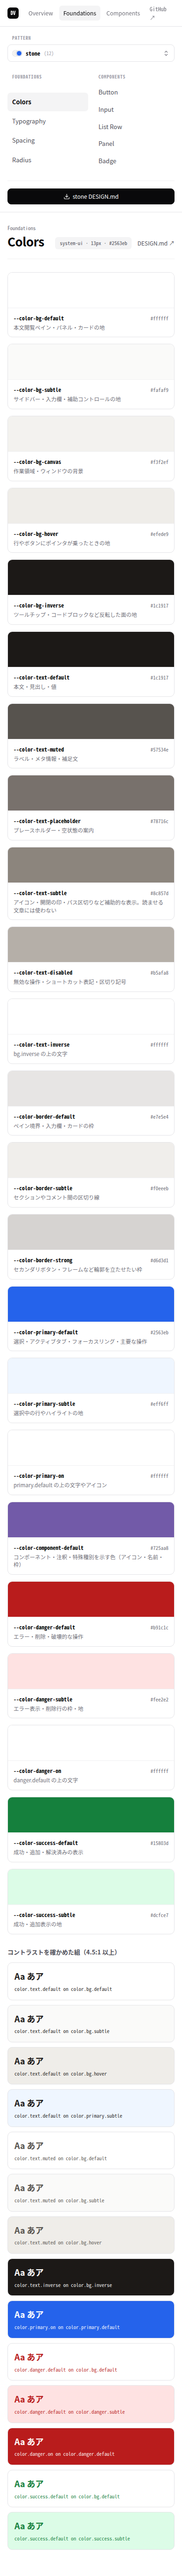 DV
Overview
Foundations
Components
GitHub ↗
PATTERN
stone (12)
FOUNDATIONS
COMPONENTS
Colors
Typography
Spacing
Radius
Button
Input
List Row
Panel
Badge
stone DESIGN.md
Foundations
Colors
system-ui · 13px · #2563eb
DESIGN.md ↗
--color-bg-default #ffffff
本文閲覧ペイン・パネル・カードの地
--color-bg-subtle #fafaf9
サイドバー・入力欄・補助コントロールの地
--color-bg-canvas #f3f2ef
作業領域・ウィンドウの背景
--color-bg-hover #efede9
行やボタンにポインタが乗ったときの地
--color-bg-inverse #1c1917
ツールチップ・コードブロックなど反転した面の地
--color-text-default #1c1917
本文・見出し・値
--color-text-muted #57534e
ラベル・メタ情報・補足文
--color-text-placeholder #78716c
プレースホルダー・空状態の案内
--color-text-subtle #8c857d
アイコン・開閉の印・パス区切りなど補助的な表示。読ませる
文章には使わない
--color-text-disabled #b5afa8
無効な操作・ショートカット表記・区切り記号
--color-text-inverse #ffffff
bg.inverse の上の文字
--color-border-default #e7e5e4
ペイン境界・入力欄・カードの枠
--color-border-subtle #f0eeeb
セクションやコメント間の区切り線
--color-border-strong #d6d3d1
セカンダリボタン・フレームなど輪郭を立たせたい枠
--color-primary-default #2563eb
選択・アクティブタブ・フォーカスリング・主要な操作
--color-primary-subtle #eff6ff
選択中の行やハイライトの地
--color-primary-on #ffffff
primary.default の上の文字やアイコン
--color-component-default #725aa8
コンポーネント・注釈・特殊種別を示す色（アイコン・名前・
枠）
--color-danger-default #b91c1c
エラー・削除・破壊的な操作
--color-danger-subtle #fee2e2
エラー表示・削除行の枠・地
--color-danger-on #ffffff
danger.default の上の文字
--color-success-default #15803d
成功・追加・解決済みの表示
--color-success-subtle #dcfce7
成功・追加表示の地
コントラストを確かめた組（4.5:1 以上）
Aa あア
color.text.default on color.bg.default
Aa あア
color.text.default on color.bg.subtle
Aa あア
color.text.default on color.bg.hover
Aa あア
color.text.default on color.primary.subtle
Aa あア
color.text.muted on color.bg.default
Aa あア
color.text.muted on color.bg.subtle
Aa あア
color.text.muted on color.bg.hover
Aa あア
color.text.inverse on color.bg.inverse
Aa あア
color.primary.on on color.primary.default
Aa あア
color.danger.default on color.bg.default
Aa あア
color.danger.default on color.danger.subtle
Aa あア
color.danger.on on color.danger.default
Aa あア
color.success.default on color.bg.default
Aa あア
color.success.default on color.success.subtle